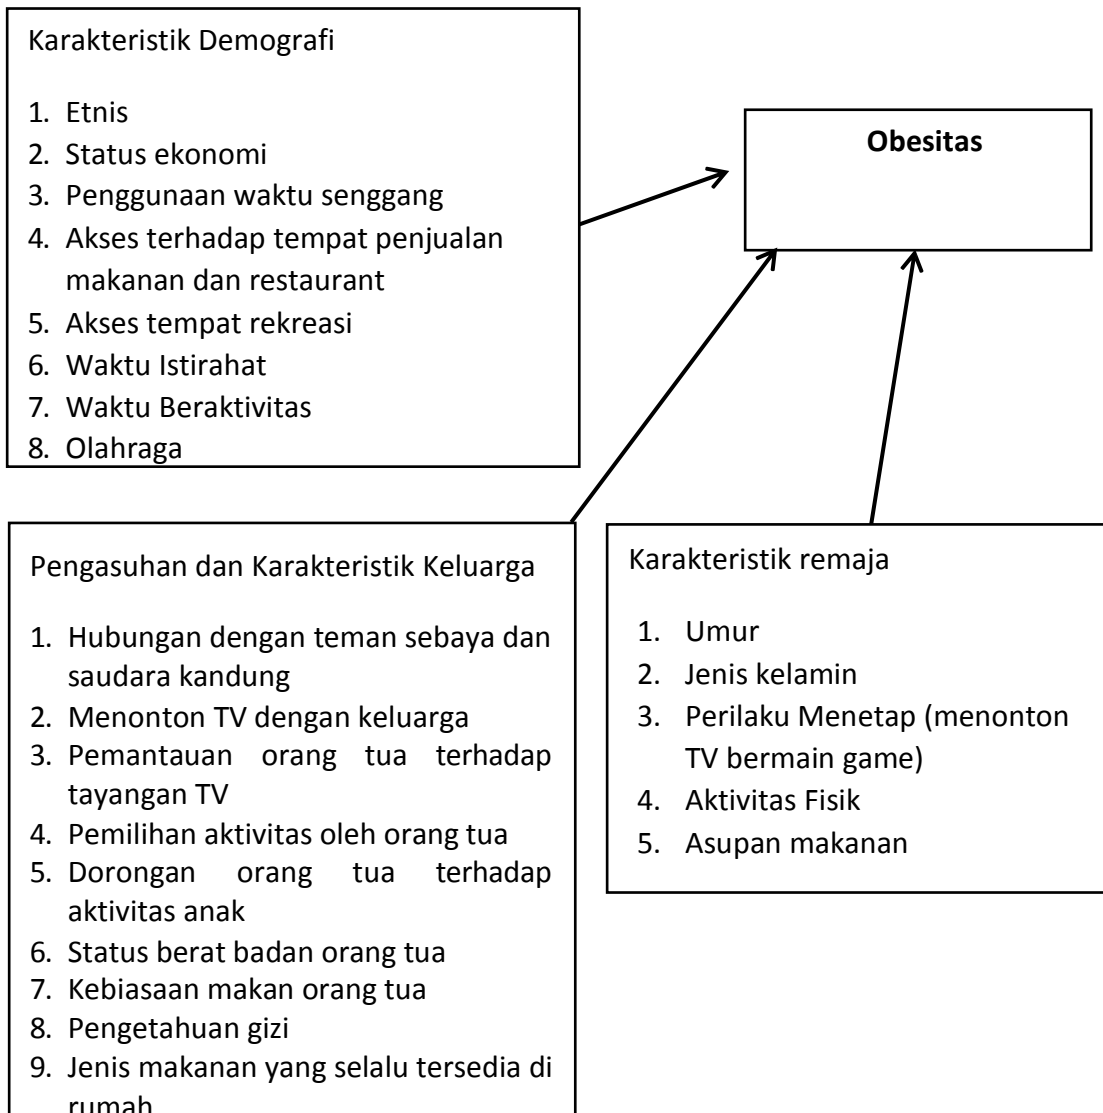 Karakteristik Demografi
1. Etnis
2. Status ekonomi
3. Penggunaan waktu senggang
4. Akses terhadap tempat penjualan
makanan dan restaurant
5. Akses tempat rekreasi
6. Waktu Istirahat
7. Waktu Beraktivitas
8. Olahraga
Obesitas
Pengasuhan dan Karakteristik Keluarga
1. Hubungan dengan teman sebaya dan
saudara kandung
2. Menonton TV dengan keluarga
3. Pemantauan orang tua terhadap
tayangan TV
4. Pemilihan aktivitas oleh orang tua
5. Dorongan orang tua terhadap
aktivitas anak
6. Status berat badan orang tua
7. Kebiasaan makan orang tua
8. Pengetahuan gizi
9. Jenis makanan yang selalu tersedia di
rumah
Karakteristik remaja
1. Umur
2. Jenis kelamin
3. Perilaku Menetap (menonton
TV bermain game)
4. Aktivitas Fisik
5. Asupan makanan